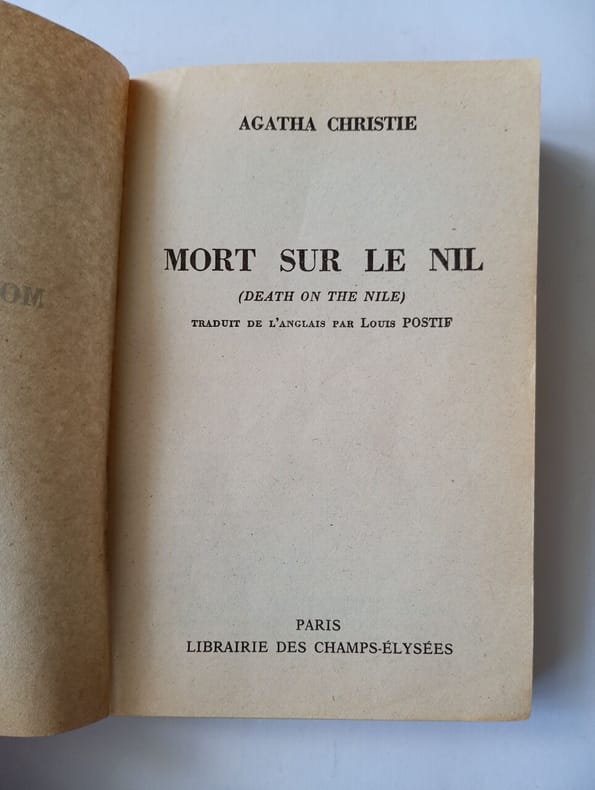 AGATHA CHRISTIE
MORT SUR LE NIL
(DEATH ON THE NILE)
TRADUIT DE L'ANGLAIS PAR LOUIS POSTIF
PARIS
LIBRAIRIE DES CHAMPS-ÉLYSÉES